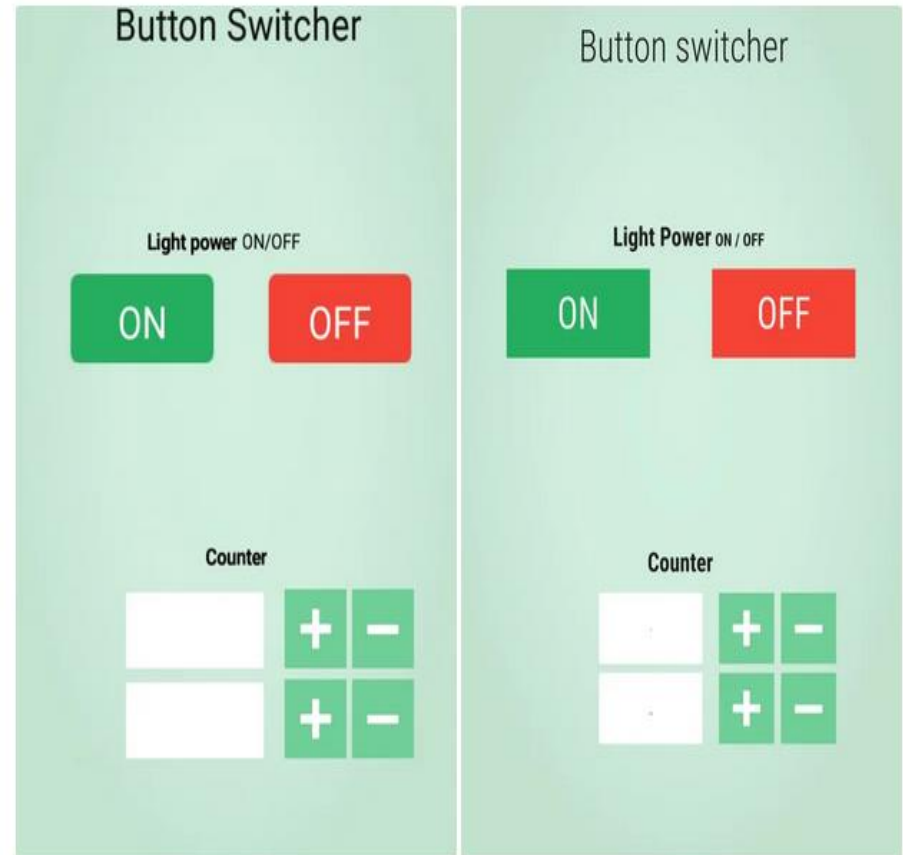 Button Switcher
Light power ON/OFF
ON OFF
Counter
+ −
+ −
Button switcher
Light Power ON / OFF
ON OFF
Counter
+ −
+ −